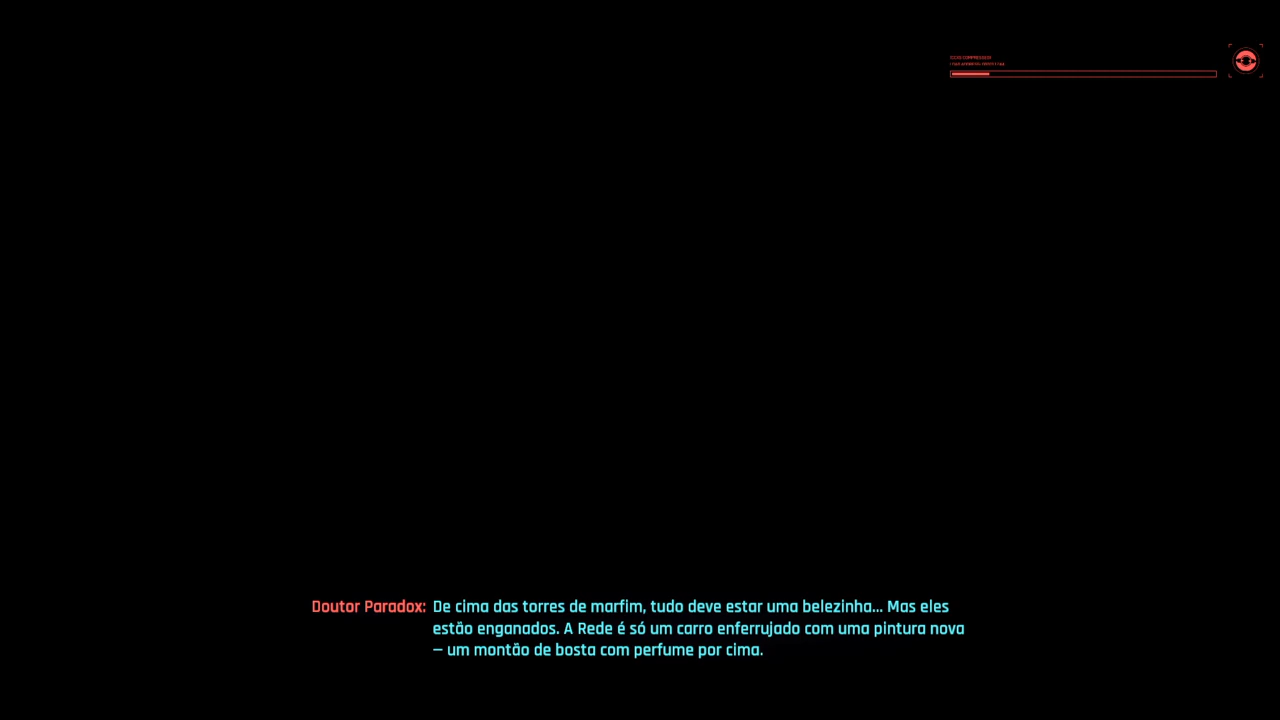 Doutor Paradox: De cima das torres de marfim, tudo deve estar uma belezinha... Mas eles
estão enganados. A Rede é só um carro enferrujado com uma pintura nova
— um montão de bosta com perfume por cima.